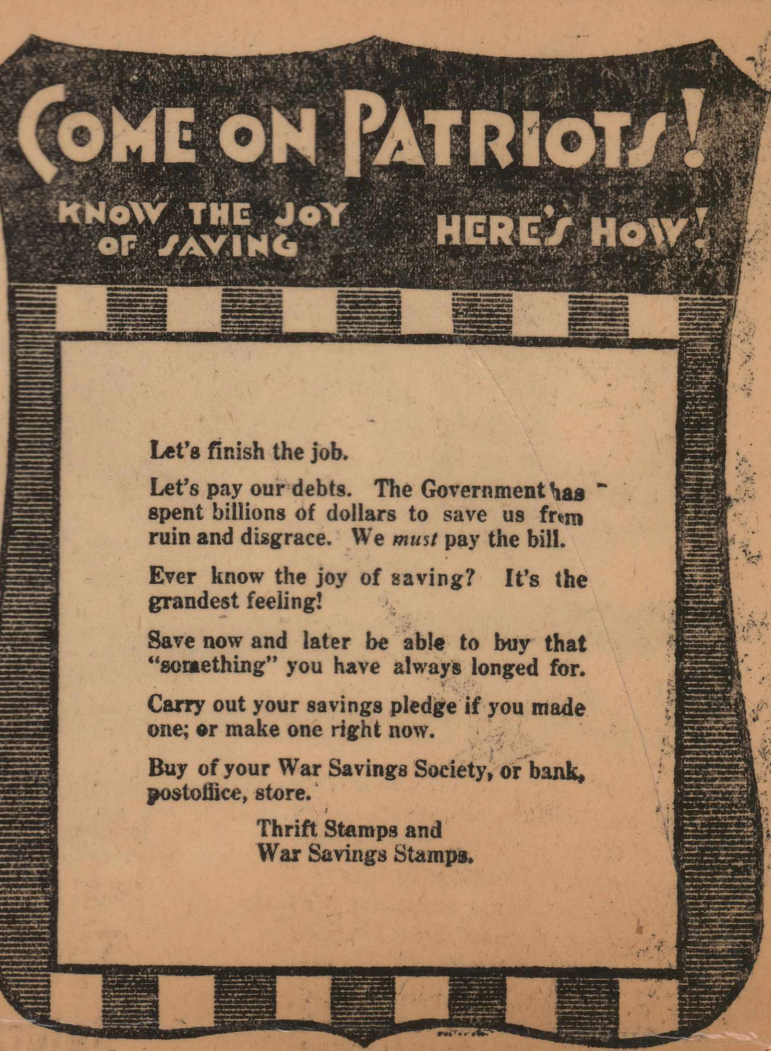 COME ON PATRIOTS!
KNOW THE JOY
OF SAVING
HERE'S HOW!
Let's finish the job.
Let's pay our debts. The Government has
spent billions of dollars to save us from
ruin and disgrace. We must pay the bill.
Ever know the joy of saving? It's the
grandest feeling!
Save now and later be able to buy that
"something" you have always longed for.
Carry out your savings pledge if you made
one; or make one right now.
Buy of your War Savings Society, or bank,
postoffice, store.
Thrift Stamps and
War Savings Stamps.